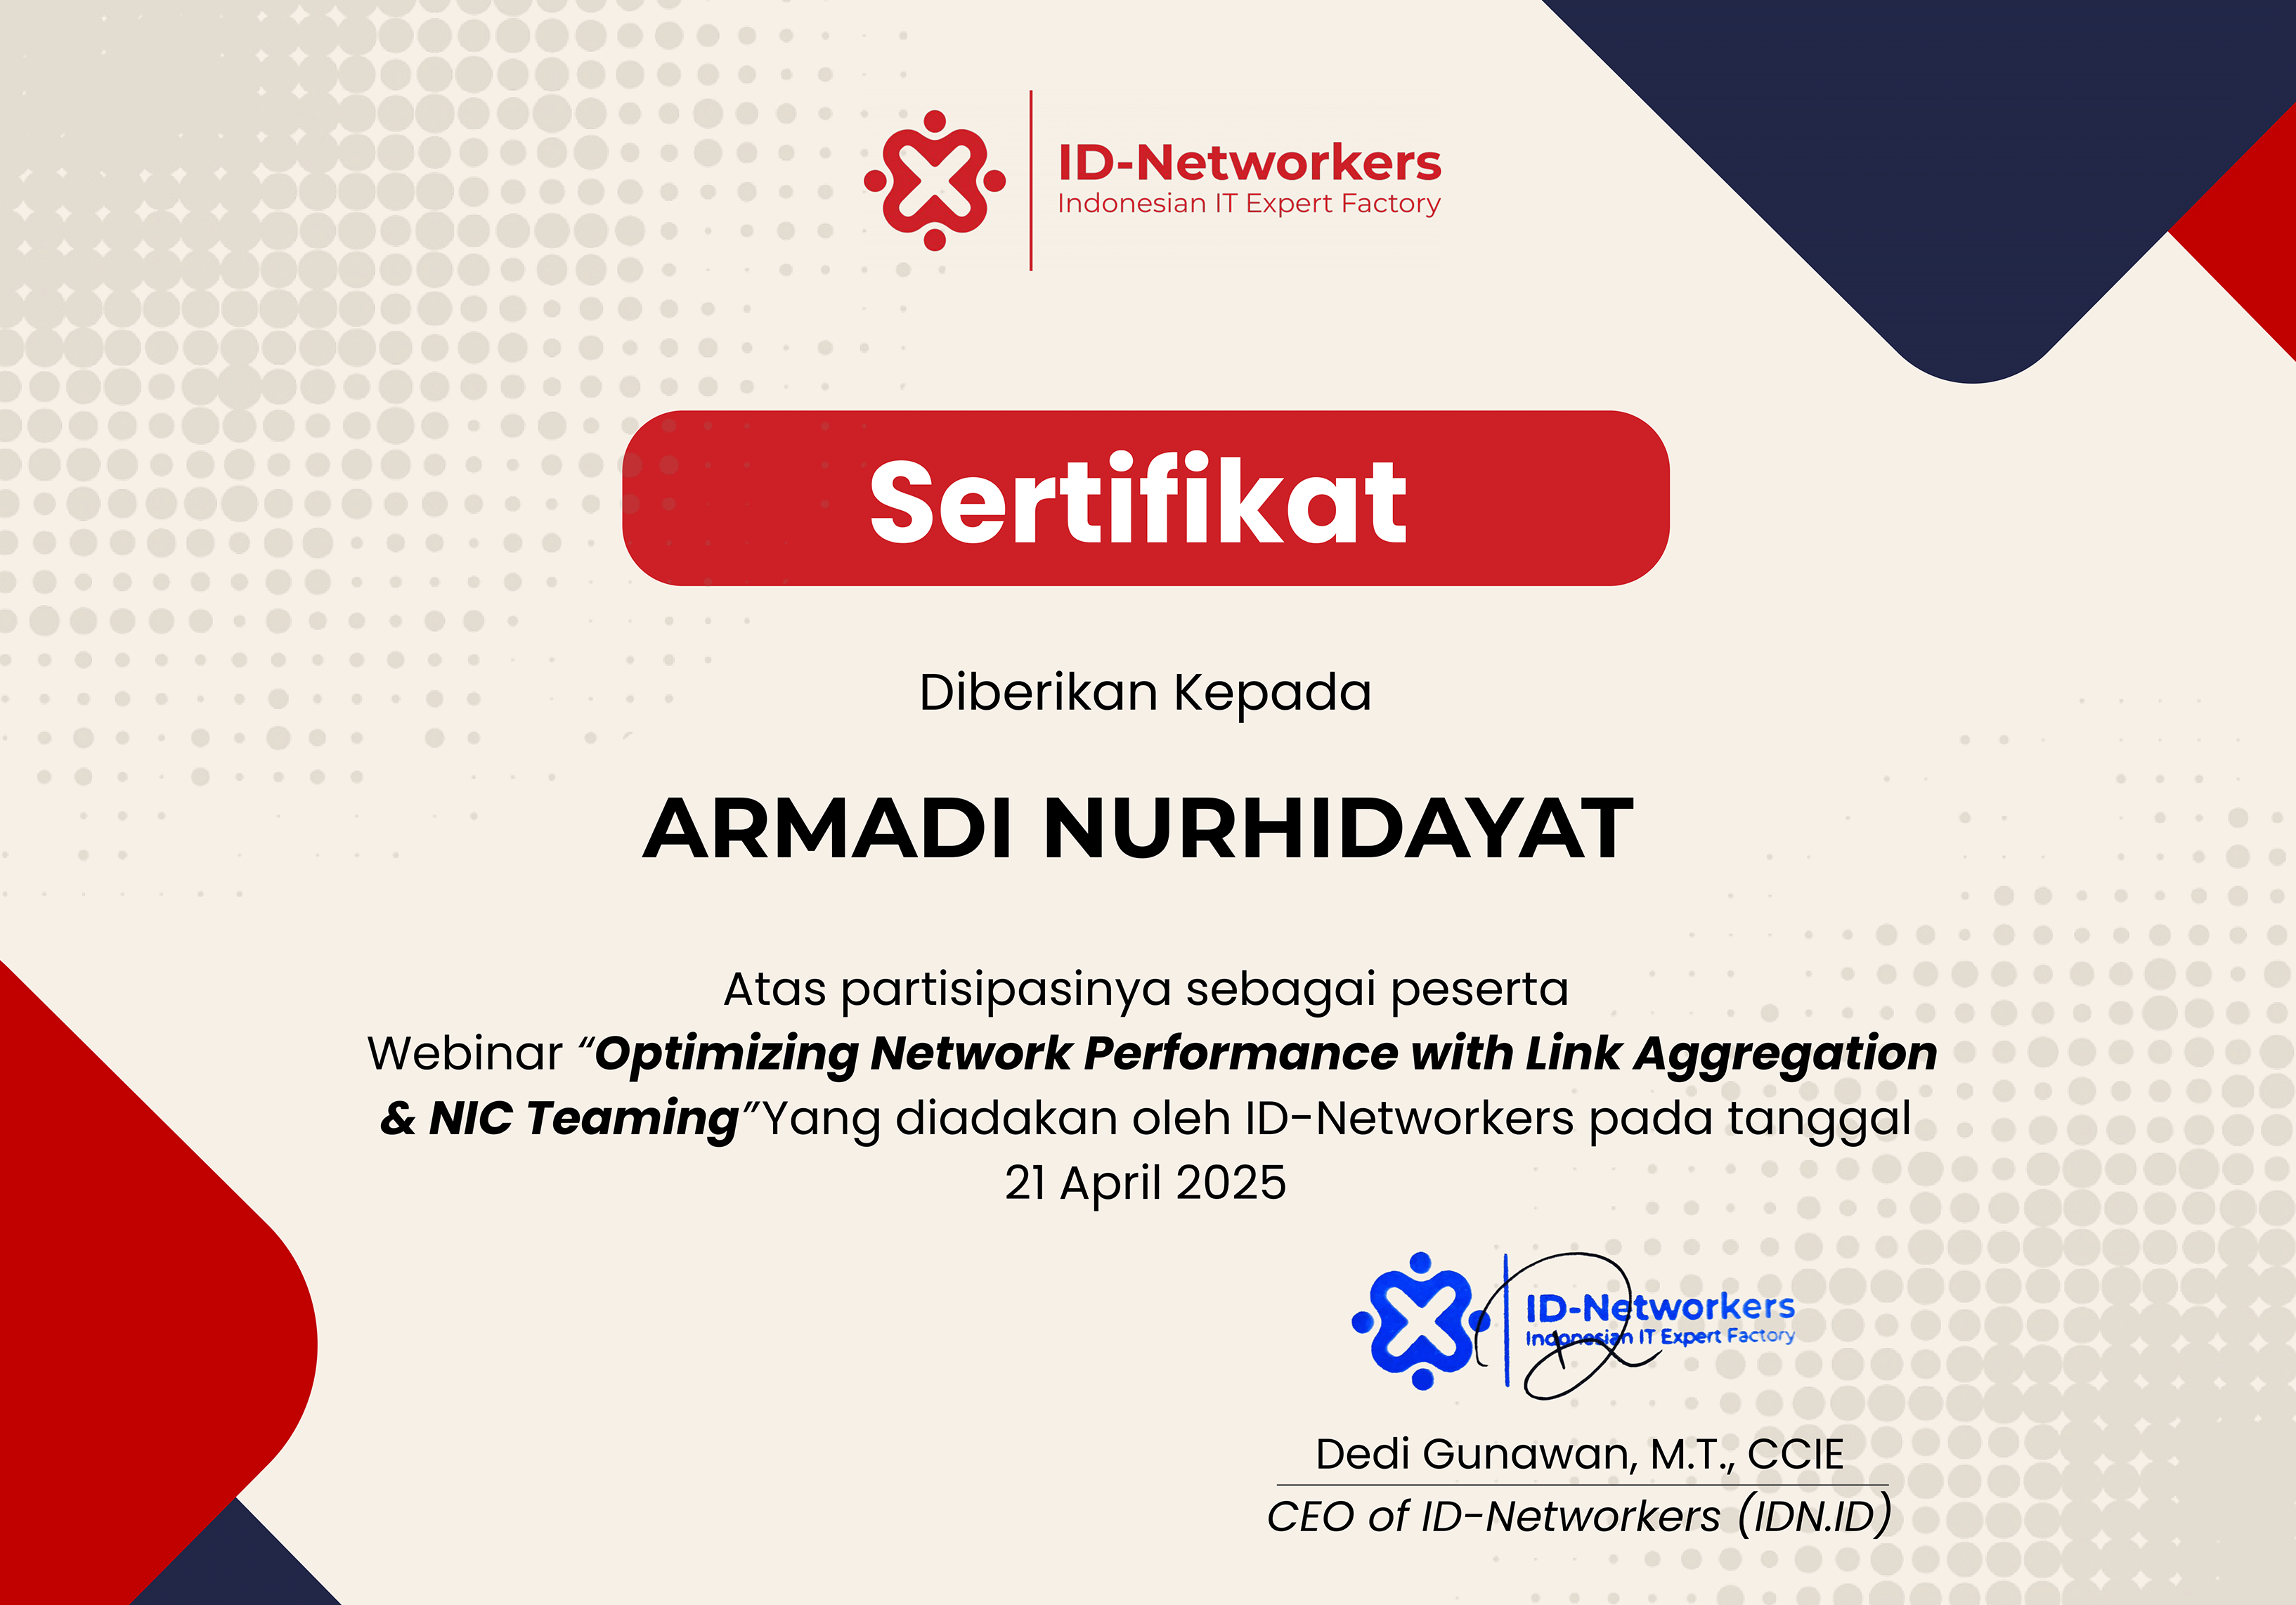 ID-Networkers
Indonesian IT Expert Factory
Sertifikat
Diberikan Kepada
ARMADI NURHIDAYAT
Atas partisipasinya sebagai peserta
Webinar “Optimizing Network Performance with Link Aggregation
& NIC Teaming”Yang diadakan oleh ID-Networkers pada tanggal
21 April 2025
ID-Networkers
Indonesian IT Expert Factory
Dedi Gunawan, M.T., CCIE
CEO of ID-Networkers (IDN.ID)